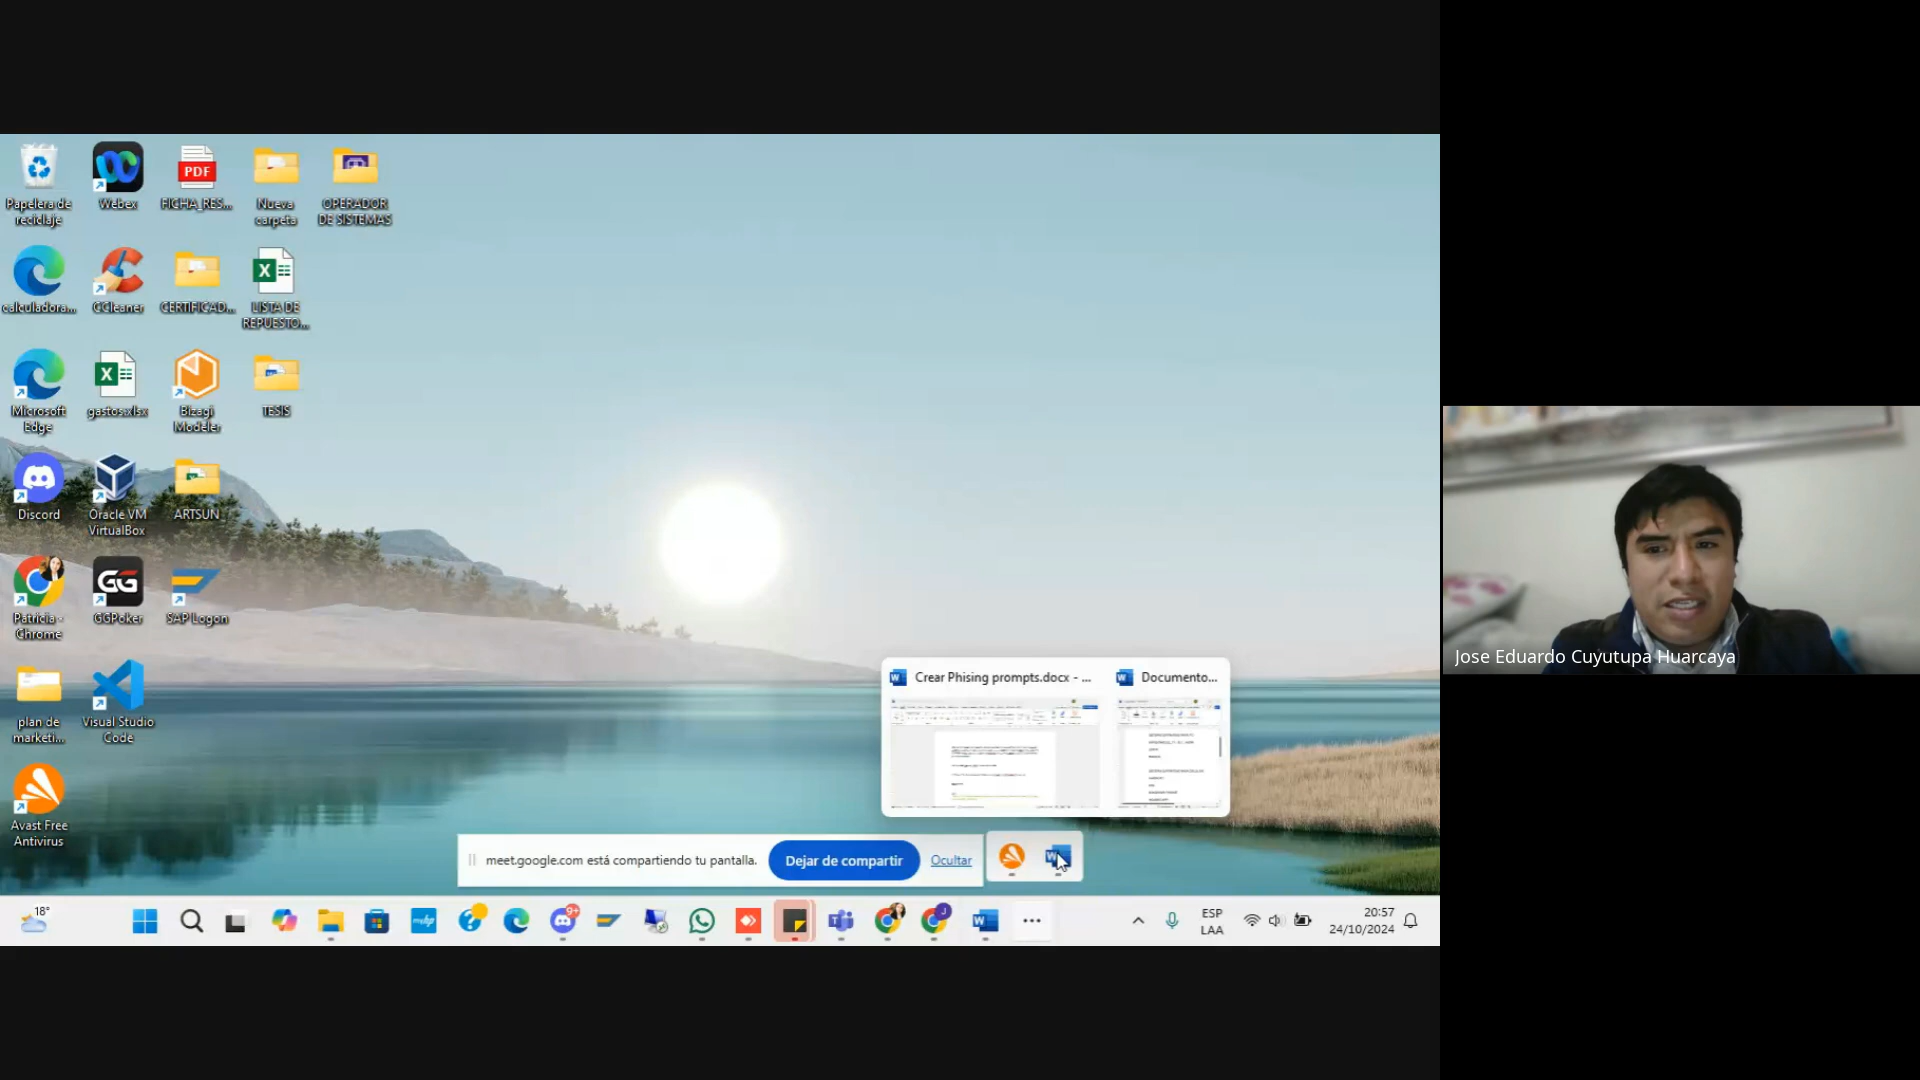 Papelera de
reciclaje
Webex
PDF
FICHA_RES...
Nueva
carpeta
OPERADOR
DE SISTEMAS
calculadora...
CCleaner
CERTIFICAD...
LISTA DE
REPUESTO...
Microsoft
Edge
gastos.xlsx
Bizagi
Modeler
TESIS
Discord
Oracle VM
VirtualBox
ARTSUN
Patricia -
Chrome
GG
GGPoker
SAP Logon
plan de
marketi...
Visual Studio
Code
Avast Free
Antivirus
Crear Phising prompts.docx - ...
Documento...
meet.google.com está compartiendo tu pantalla.
Dejar de compartir
Ocultar
18°
9+
ESP
LAA
20:57
24/10/2024
Jose Eduardo Cuyutupa Huarcaya